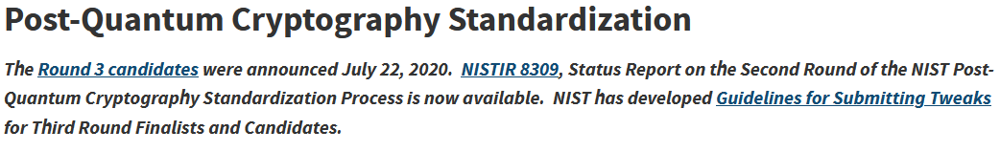 Post-Quantum Cryptography Standardization
The Round 3 candidates were announced July 22, 2020.  NISTIR 8309, Status Report on the Second Round of the NIST Post-
Quantum Cryptography Standardization Process is now available.  NIST has developed Guidelines for Submitting Tweaks
for Third Round Finalists and Candidates.